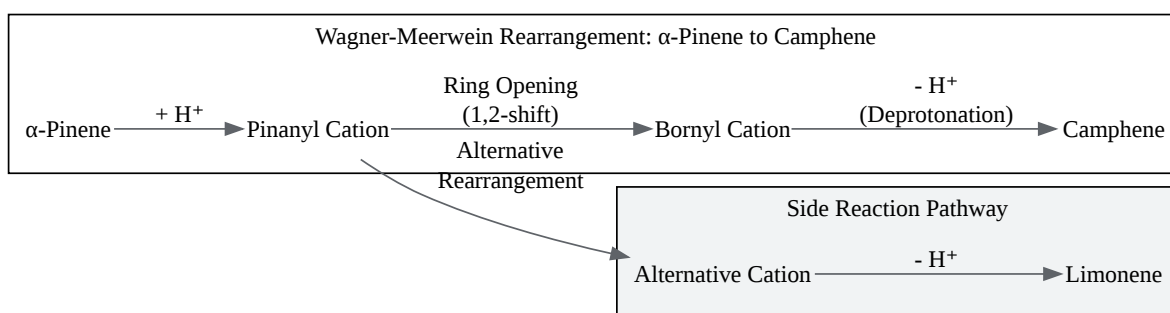 Wagner-Meerwein Rearrangement: α-Pinene to Camphene
α-Pinene
+ H⁺
Pinanyl Cation
Ring Opening
(1,2-shift)
Bornyl Cation
- H⁺
(Deprotonation)
Camphene
Alternative
Rearrangement
Side Reaction Pathway
Alternative Cation
- H⁺
Limonene